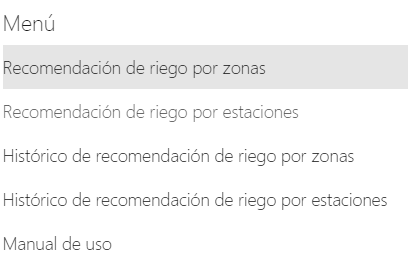 Menú
Recomendación de riego por zonas
Recomendación de riego por estaciones
Histórico de recomendación de riego por zonas
Histórico de recomendación de riego por estaciones
Manual de uso